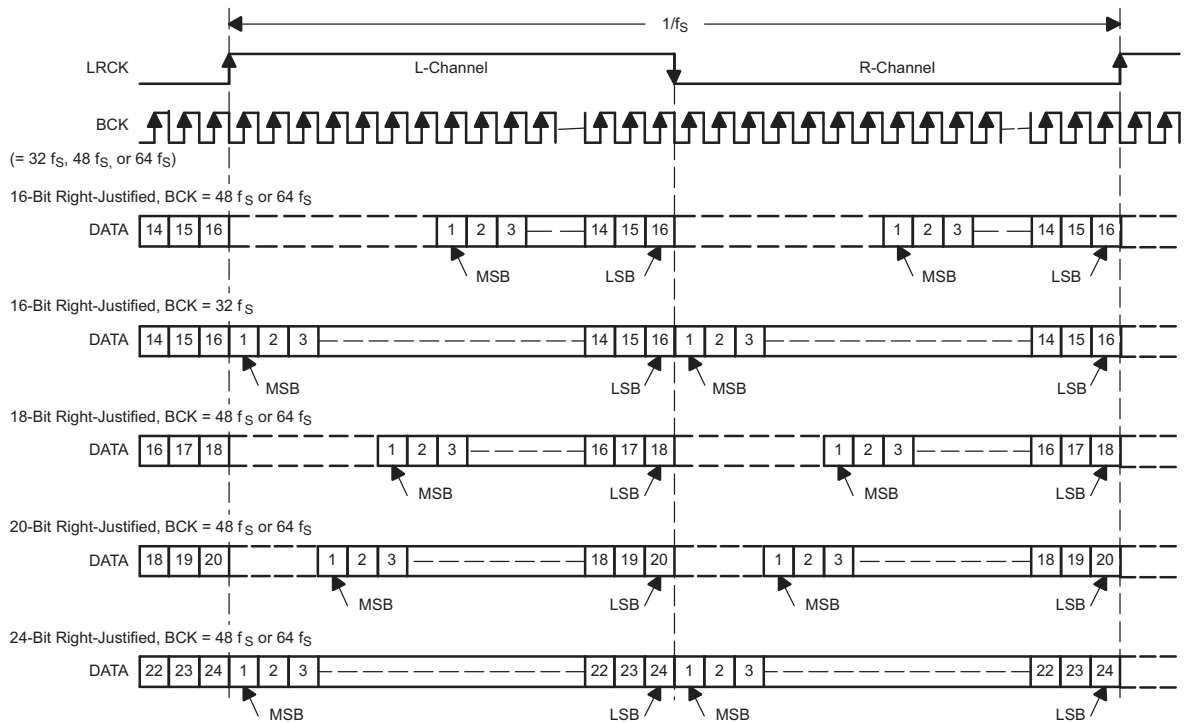 1/fS
LRCK L-Channel R-Channel
BCK
(= 32 fS, 48 fS, or 64 fS)
16-Bit Right-Justified, BCK = 48 fS or 64 fS
DATA 14 15 16 1 2 3 14 15 16 1 2 3 14 15 16
MSB LSB MSB LSB
16-Bit Right-Justified, BCK = 32 fS
DATA 14 15 16 1 2 3 14 15 16 1 2 3 14 15 16
MSB LSB MSB LSB
18-Bit Right-Justified, BCK = 48 fS or 64 fS
DATA 16 17 18 1 2 3 16 17 18 1 2 3 16 17 18
MSB LSB MSB LSB
20-Bit Right-Justified, BCK = 48 fS or 64 fS
DATA 18 19 20 1 2 3 18 19 20 1 2 3 18 19 20
MSB LSB MSB LSB
24-Bit Right-Justified, BCK = 48 fS or 64 fS
DATA 22 23 24 1 2 3 22 23 24 1 2 3 22 23 24
MSB LSB MSB LSB